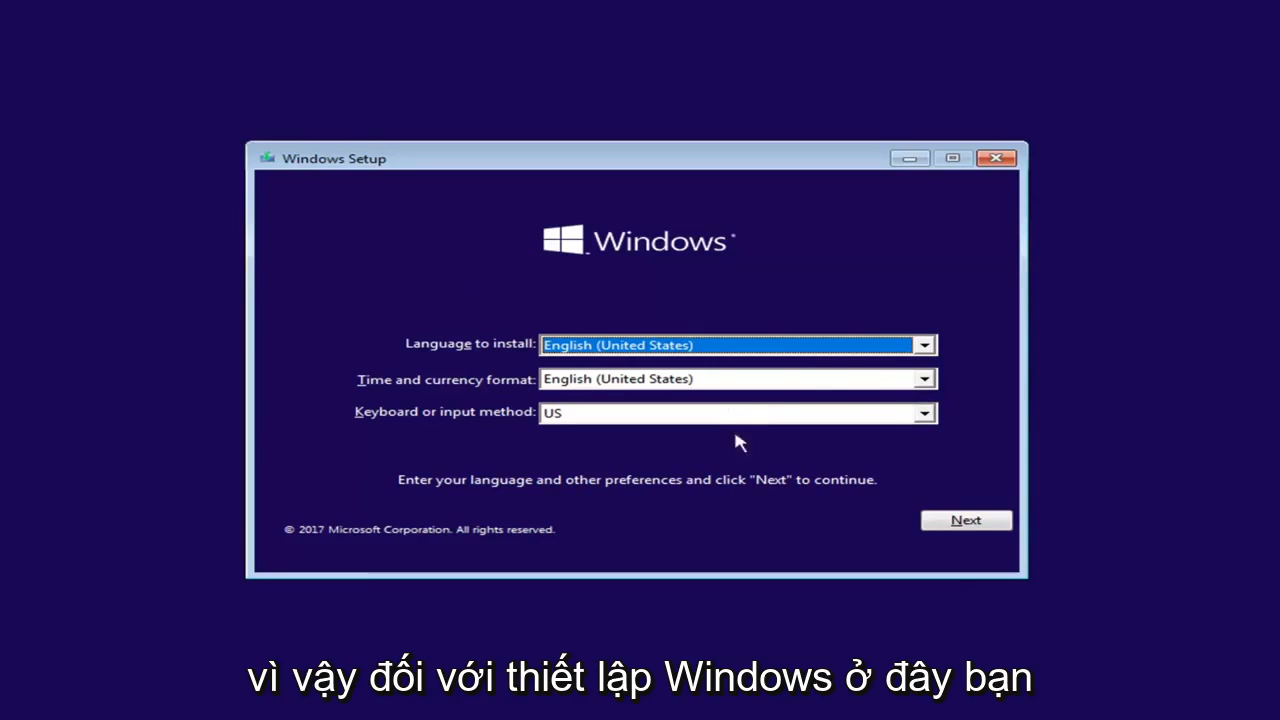 Windows Setup
Windows
Language to install: English (United States)
Time and currency format: English (United States)
Keyboard or input method: US
Enter your language and other preferences and click "Next" to continue.
Next
© 2017 Microsoft Corporation. All rights reserved.
vì vậy đối với thiết lập Windows ở đây bạn